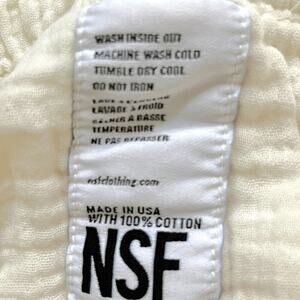 WASH INSIDE OUT
MACHINE WASH COLD
TUMBLE DRY COOL
DO NOT IRON
LAVAGE A FROID
A BASSE
TEMPERATURE
NE PAS REPASSER
nsfclothing.com
MADE IN USA
WITH 100% COTTON
NSF